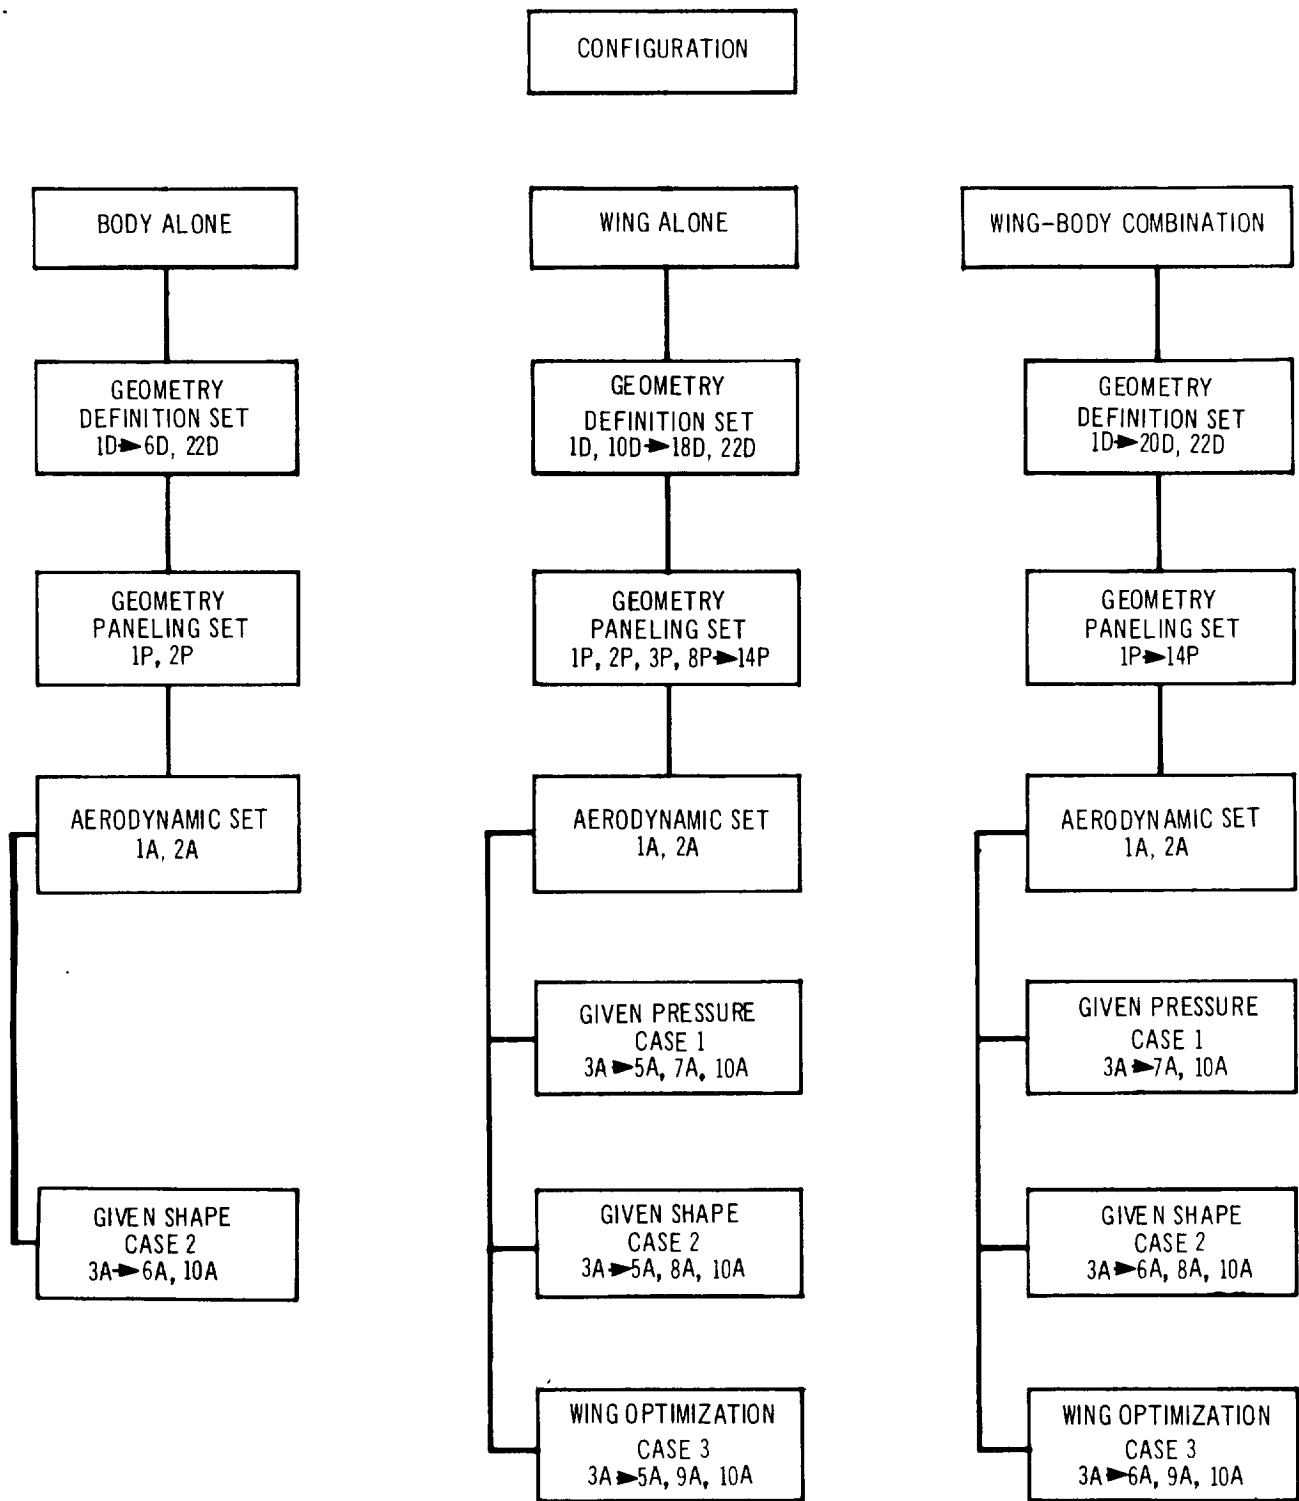 CONFIGURATION
BODY ALONE
WING ALONE
WING-BODY COMBINATION
GEOMETRY
DEFINITION SET
1D➤6D, 22D
GEOMETRY
DEFINITION SET
1D, 10D➤18D, 22D
GEOMETRY
DEFINITION SET
1D➤20D, 22D
GEOMETRY
PANELING SET
1P, 2P
GEOMETRY
PANELING SET
1P, 2P, 3P, 8P➤14P
GEOMETRY
PANELING SET
1P➤14P
AERODYNAMIC SET
1A, 2A
AERODYNAMIC SET
1A, 2A
AERODYNAMIC SET
1A, 2A
GIVEN PRESSURE
CASE 1
3A➤5A, 7A, 10A
GIVEN PRESSURE
CASE 1
3A➤7A, 10A
GIVEN SHAPE
CASE 2
3A➤6A, 10A
GIVEN SHAPE
CASE 2
3A➤5A, 8A, 10A
GIVEN SHAPE
CASE 2
3A➤6A, 8A, 10A
WING OPTIMIZATION
CASE 3
3A➤5A, 9A, 10A
WING OPTIMIZATION
CASE 3
3A➤6A, 9A, 10A